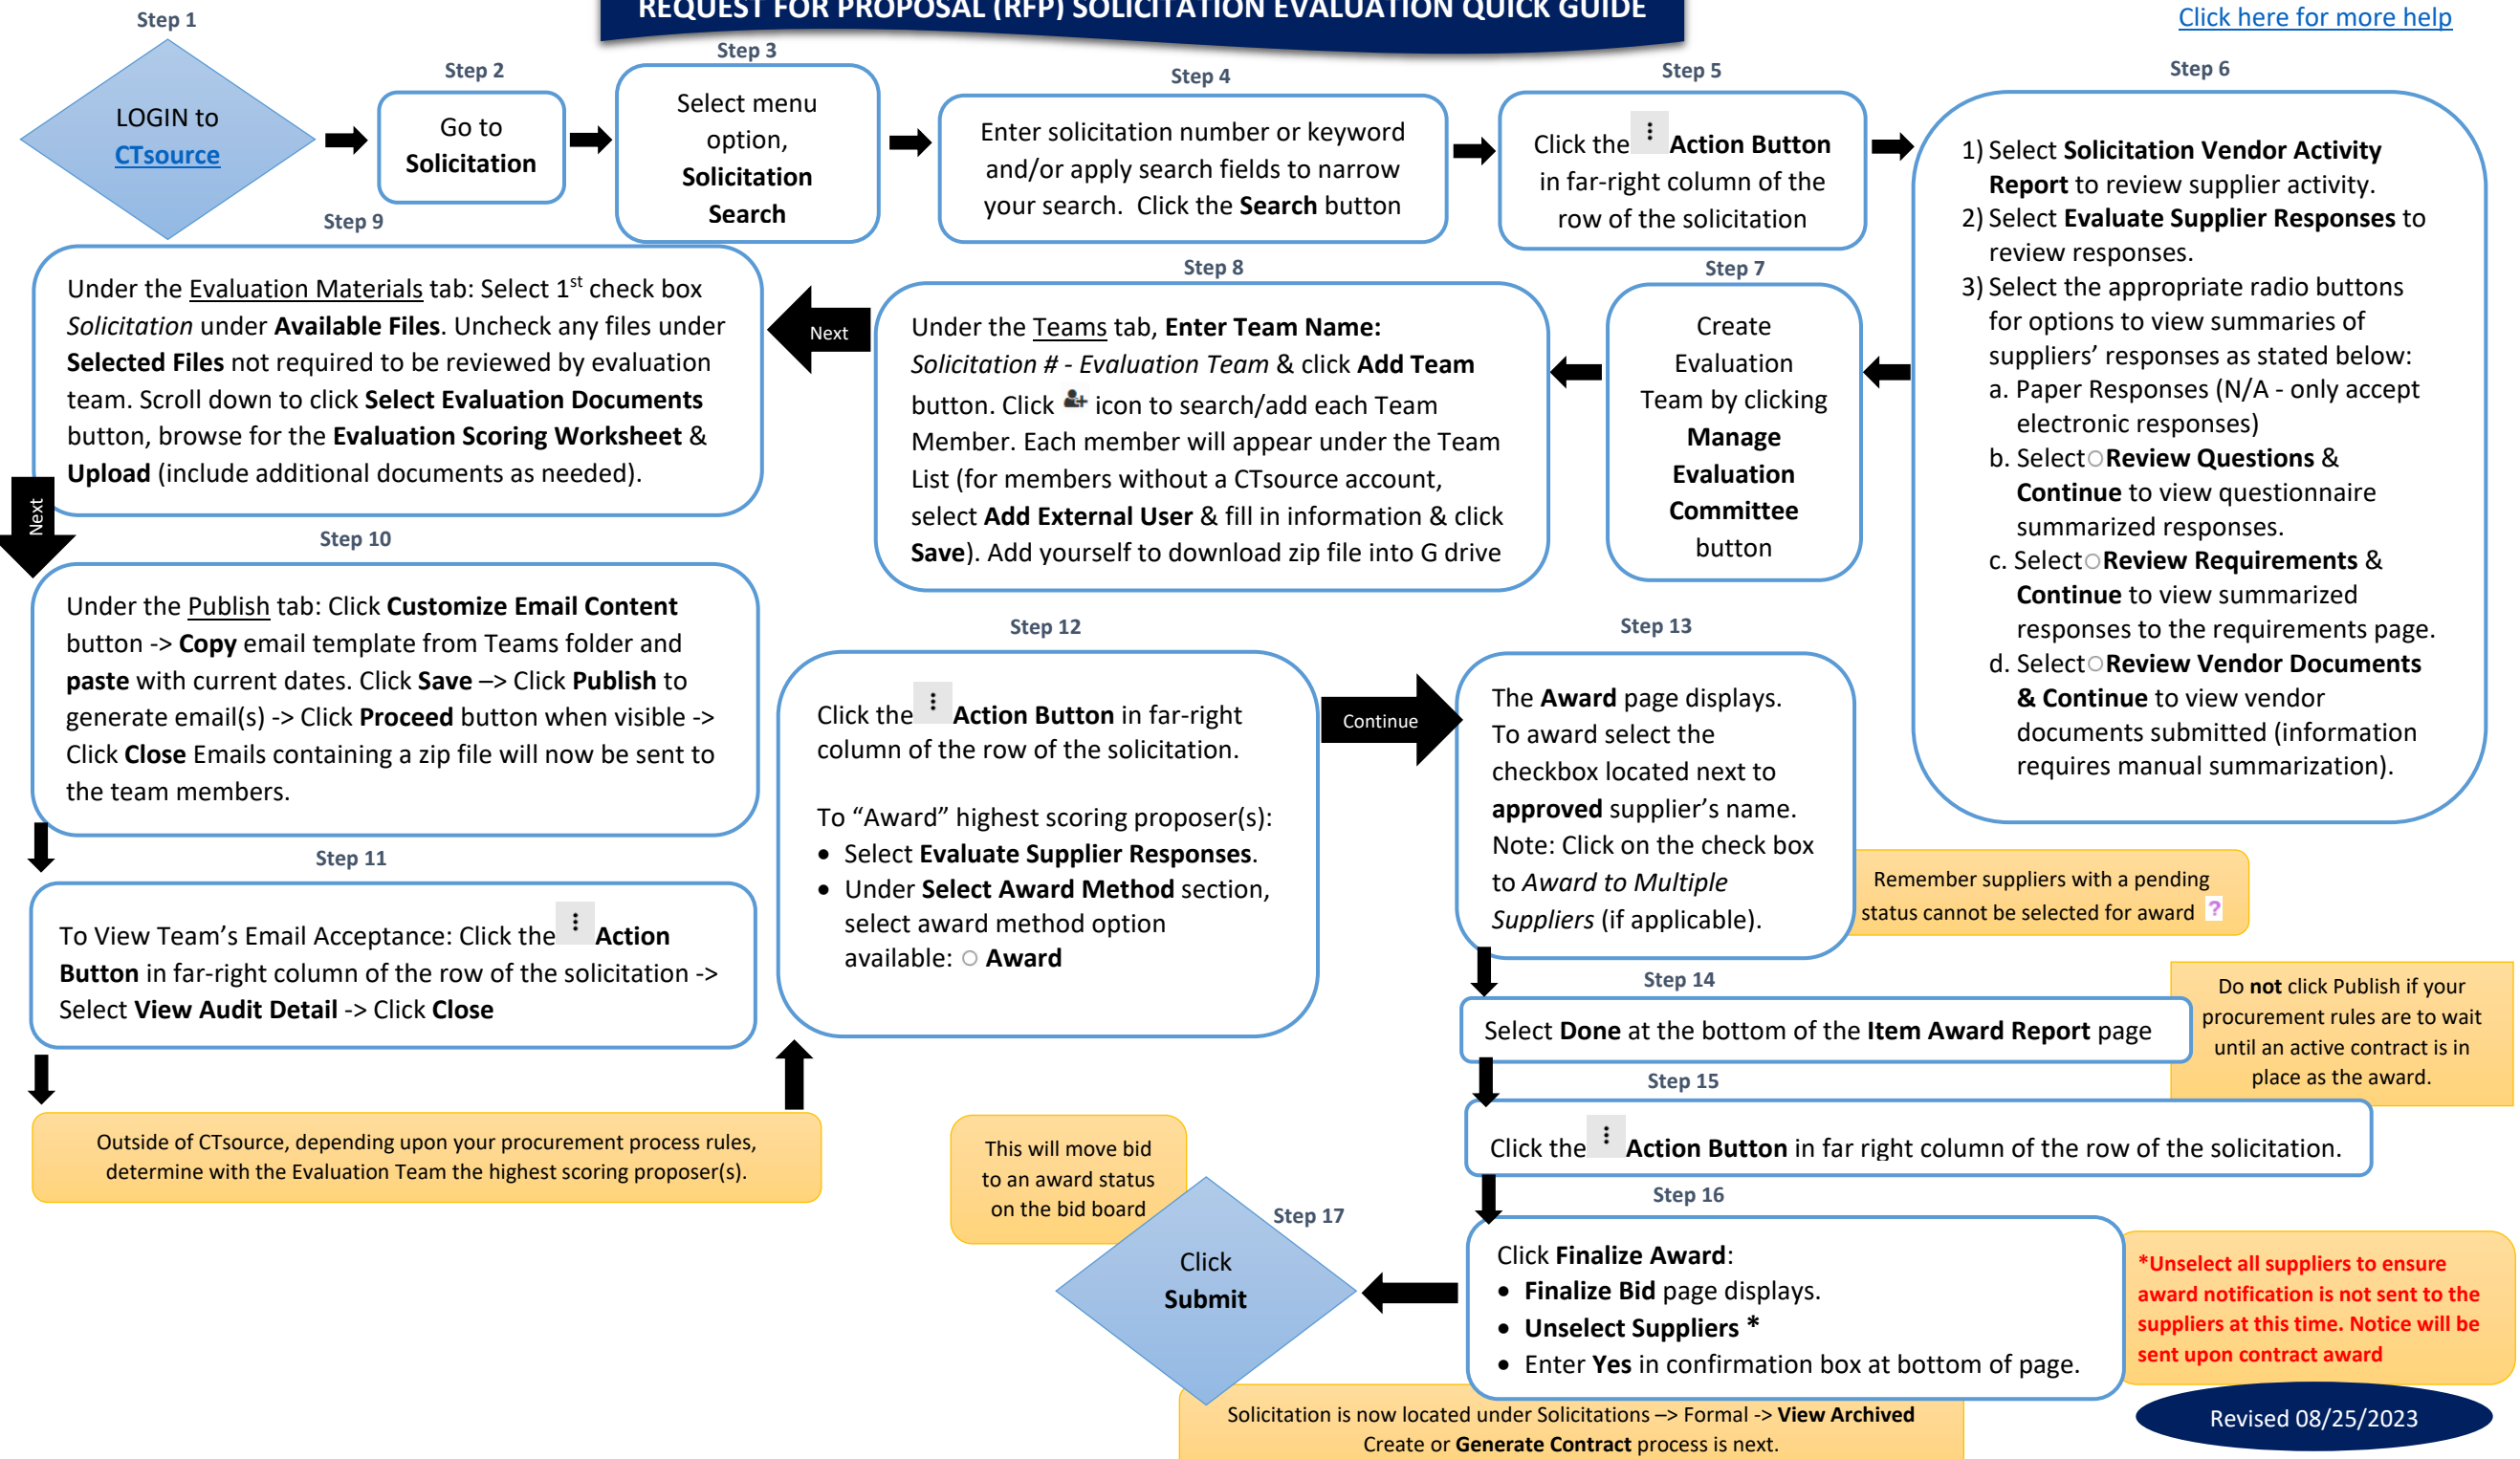 REQUEST FOR PROPOSAL (RFP) SOLICITATION EVALUATION QUICK GUIDE
Click here for more help
Step 1
LOGIN to
CTsource
Step 2
Go to
Solicitation
Step 3
Select menu
option,
Solicitation
Search
Step 4
Enter solicitation number or keyword
and/or apply search fields to narrow
your search. Click the Search button
Step 5
Click the ⋮ Action Button
in far-right column of the
row of the solicitation
Step 6
1) Select Solicitation Vendor Activity
Report to review supplier activity.
2) Select Evaluate Supplier Responses to
review responses.
3) Select the appropriate radio buttons
for options to view summaries of
suppliers’ responses as stated below:
a. Paper Responses (N/A - only accept
electronic responses)
b. Select○Review Questions &
Continue to view questionnaire
summarized responses.
c. Select○Review Requirements &
Continue to view summarized
responses to the requirements page.
d. Select○Review Vendor Documents
& Continue to view vendor
documents submitted (information
requires manual summarization).
Step 7
Create
Evaluation
Team by clicking
Manage
Evaluation
Committee
button
Step 8
Under the Teams tab, Enter Team Name:
Solicitation # - Evaluation Team & click Add Team
button. Click icon to search/add each Team
Member. Each member will appear under the Team
List (for members without a CTsource account,
select Add External User & fill in information & click
Save). Add yourself to download zip file into G drive
Next
Step 9
Under the Evaluation Materials tab: Select 1st check box
Solicitation under Available Files. Uncheck any files under
Selected Files not required to be reviewed by evaluation
team. Scroll down to click Select Evaluation Documents
button, browse for the Evaluation Scoring Worksheet &
Upload (include additional documents as needed).
Next
Step 10
Under the Publish tab: Click Customize Email Content
button -> Copy email template from Teams folder and
paste with current dates. Click Save –> Click Publish to
generate email(s) -> Click Proceed button when visible ->
Click Close Emails containing a zip file will now be sent to
the team members.
Step 11
To View Team’s Email Acceptance: Click the ⋮ Action
Button in far-right column of the row of the solicitation ->
Select View Audit Detail -> Click Close
Outside of CTsource, depending upon your procurement process rules,
determine with the Evaluation Team the highest scoring proposer(s).
Step 12
Click the ⋮ Action Button in far-right
column of the row of the solicitation.
To “Award” highest scoring proposer(s):
• Select Evaluate Supplier Responses.
• Under Select Award Method section,
select award method option
available: ○ Award
Continue
Step 13
The Award page displays.
To award select the
checkbox located next to
approved supplier’s name.
Note: Click on the check box
to Award to Multiple
Suppliers (if applicable).
Remember suppliers with a pending
status cannot be selected for award ?
Step 14
Select Done at the bottom of the Item Award Report page
Do not click Publish if your
procurement rules are to wait
until an active contract is in
place as the award.
Step 15
Click the ⋮ Action Button in far right column of the row of the solicitation.
Step 16
Click Finalize Award:
• Finalize Bid page displays.
• Unselect Suppliers *
• Enter Yes in confirmation box at bottom of page.
*Unselect all suppliers to ensure
award notification is not sent to the
suppliers at this time. Notice will be
sent upon contract award
This will move bid
to an award status
on the bid board
Step 17
Click
Submit
Solicitation is now located under Solicitations –> Formal -> View Archived
Create or Generate Contract process is next.
Revised 08/25/2023